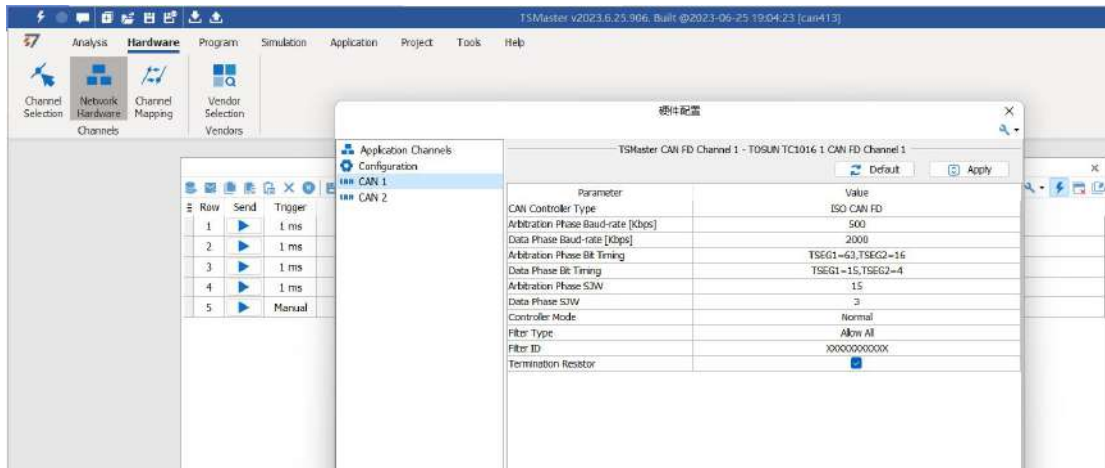 TSMaster v2023.6.25.906. Built @2023-06-25 19:04:23 [can413]
Analysis Hardware Program Simulation Application Project Tools Help
Channel Selection
Network Hardware
Channel Mapping
Vendor Selection
Channels
Vendors
硬件配置
Application Channels
Configuration
CAN 1
CAN 2
TSMaster CAN FD Channel 1 - TOSUN TC1016 1 CAN FD Channel 1
Default Apply
Parameter Value
CAN Controller Type ISO CAN FD
Arbitration Phase Baud-rate [Kbps] 500
Data Phase Baud-rate [Kbps] 2000
Arbitration Phase Bit Timing TSEG1=63,TSEG2=16
Data Phase Bit Timing TSEG1=15,TSEG2=4
Arbitration Phase SJW 15
Data Phase SJW 3
Controller Mode Normal
Filter Type Allow All
Filter ID XXXXXXXXXXX
Termination Resistor
Row Send Trigger
1 1 ms
2 1 ms
3 1 ms
4 1 ms
5 Manual